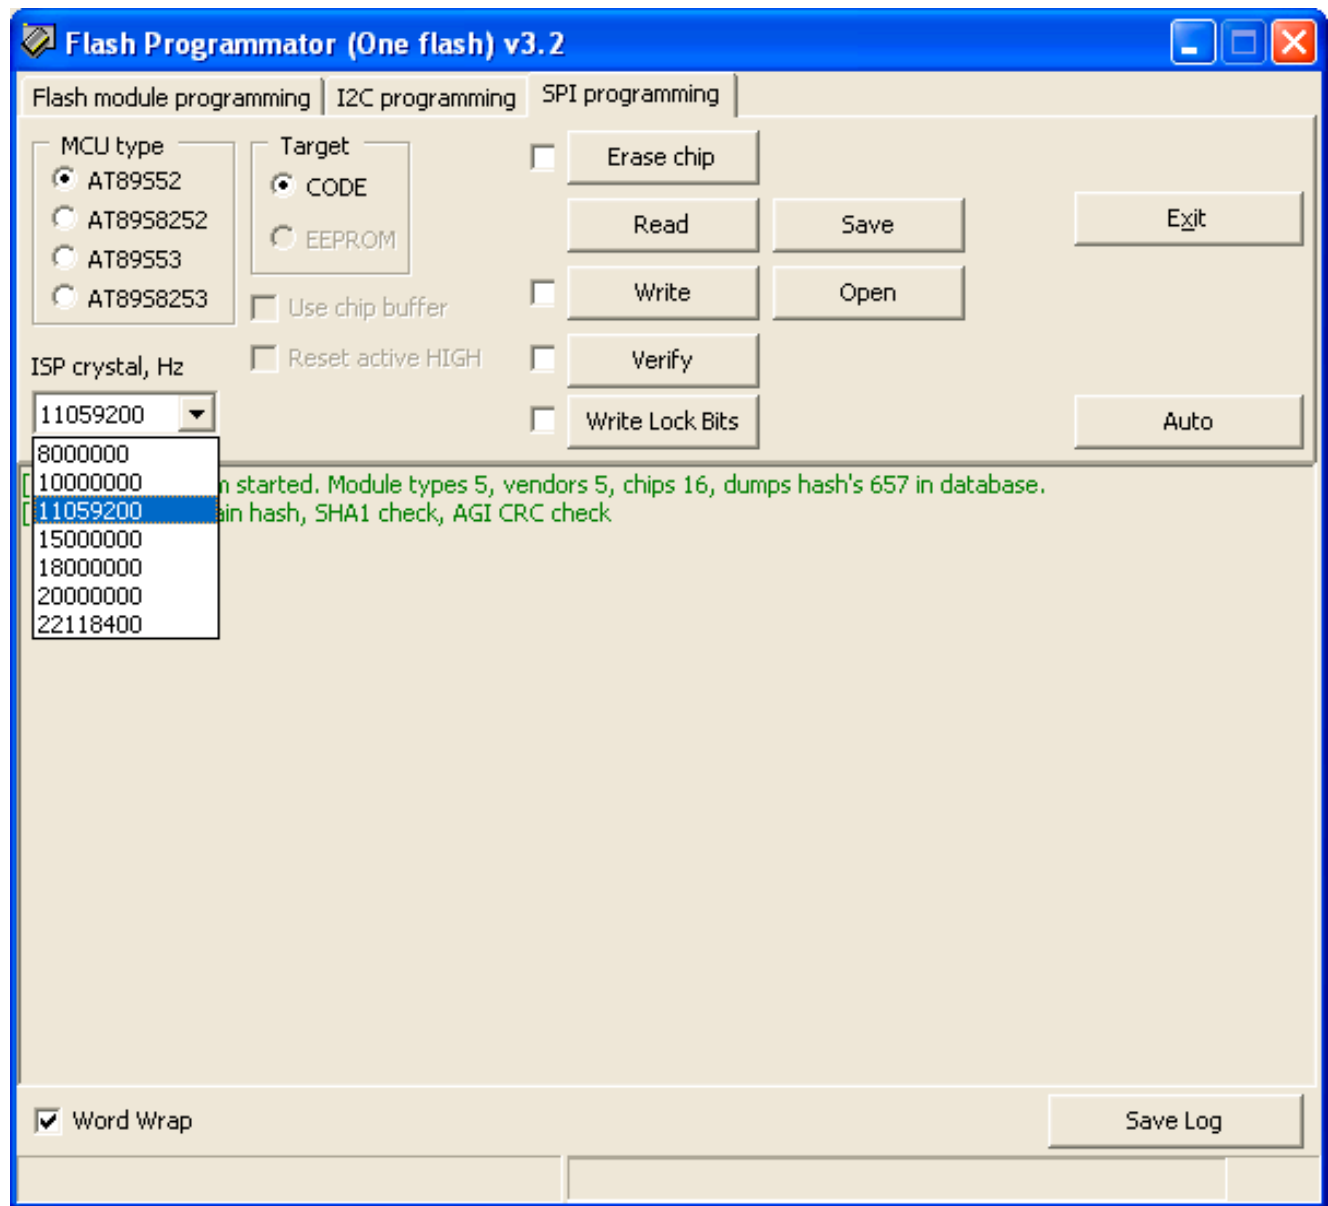 Flash Programmator (One flash) v3.2
Flash module programming
I2C programming
SPI programming
MCU type
AT89S52
AT89S8252
AT89S53
AT89S8253
Target
CODE
EEPROM
Use chip buffer
Reset active HIGH
Erase chip
Read
Save
Write
Open
Verify
Write Lock Bits
Exit
Auto
ISP crystal, Hz
11059200
8000000
10000000
11059200
15000000
18000000
20000000
22118400
started. Module types 5, vendors 5, chips 16, dumps hash's 657 in database.
hash, SHA1 check, AGI CRC check
Word Wrap
Save Log